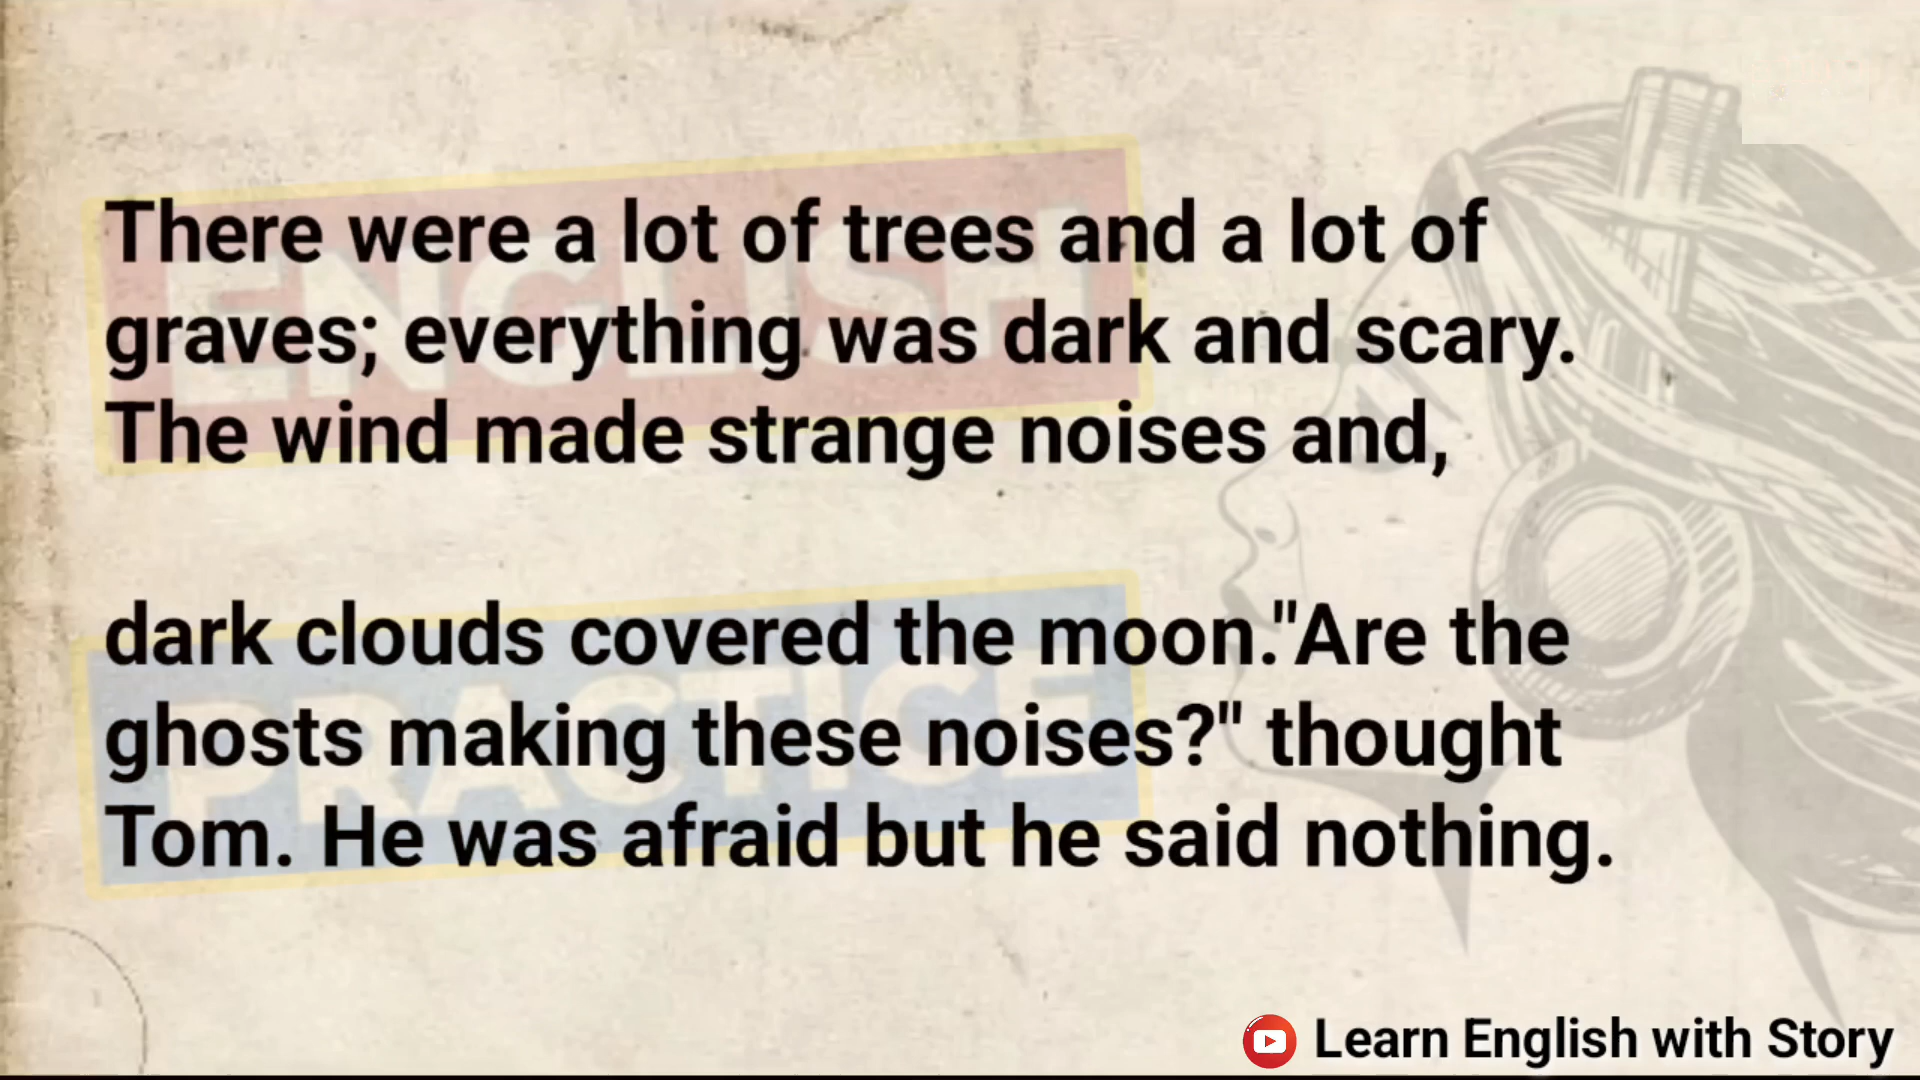 ENGLISH
There were a lot of trees and a lot of
graves; everything was dark and scary.
The wind made strange noises and,
PRACTICE
dark clouds covered the moon."Are the
ghosts making these noises?" thought
Tom. He was afraid but he said nothing.
Learn English with Story